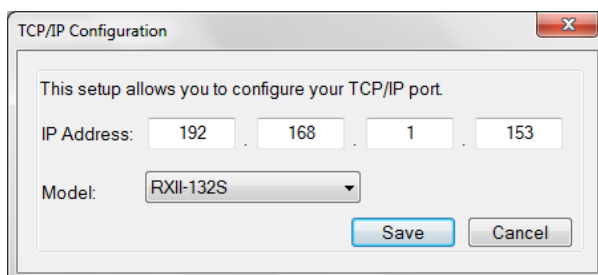 TCP/IP Configuration
This setup allows you to configure your TCP/IP port.
IP Address: 192 . 168 . 1 . 153
Model: RXII-132S
Save Cancel